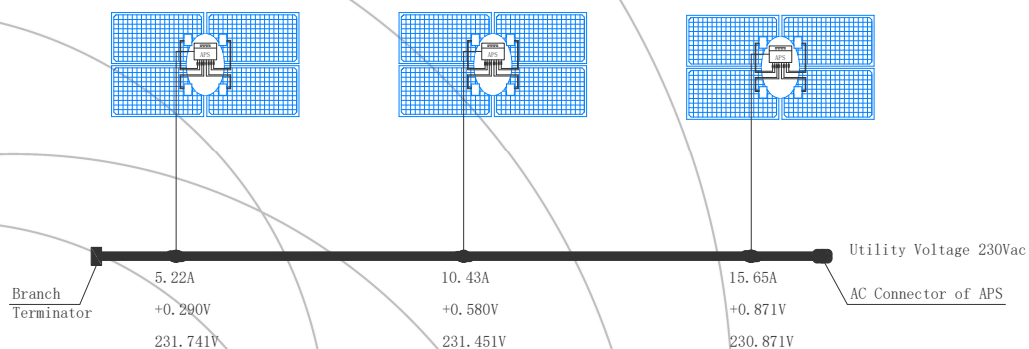 APS
APS
APS
Utility Voltage 230Vac
5.22A
10.43A
15.65A
Branch
Terminator
AC Connector of APS
+0.290V
+0.580V
+0.871V
231.741V
231.451V
230.871V